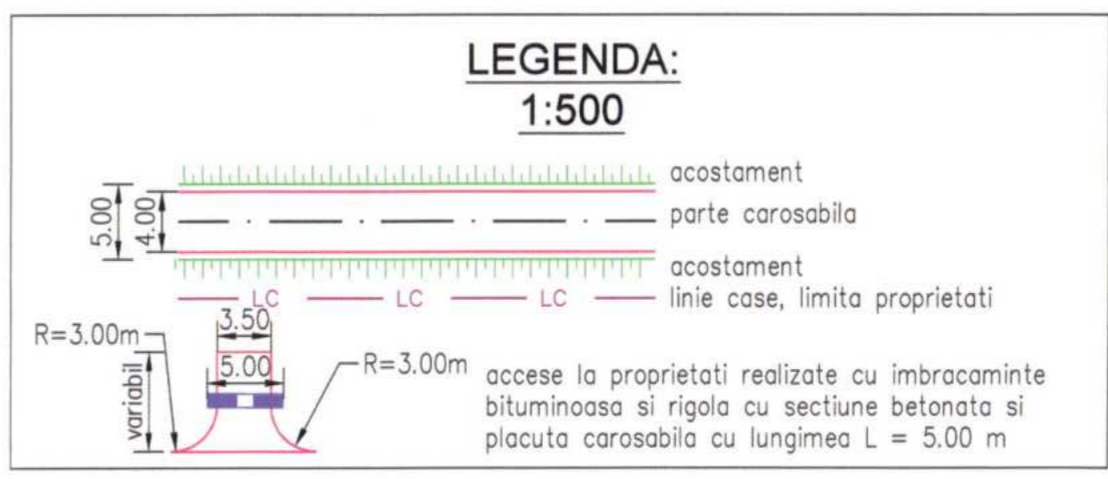 LEGENDA:
1:500
acostament
5.00
4.00
parte carosabila
acostament
LC LC LC
linie case, limita proprietati
3.50
R=3.00m
5.00
R=3.00m
variabil
accese la proprietati realizate cu imbracaminte
bituminoasa si rigola cu sectiune betonata si
placuta carosabila cu lungimea L = 5.00 m